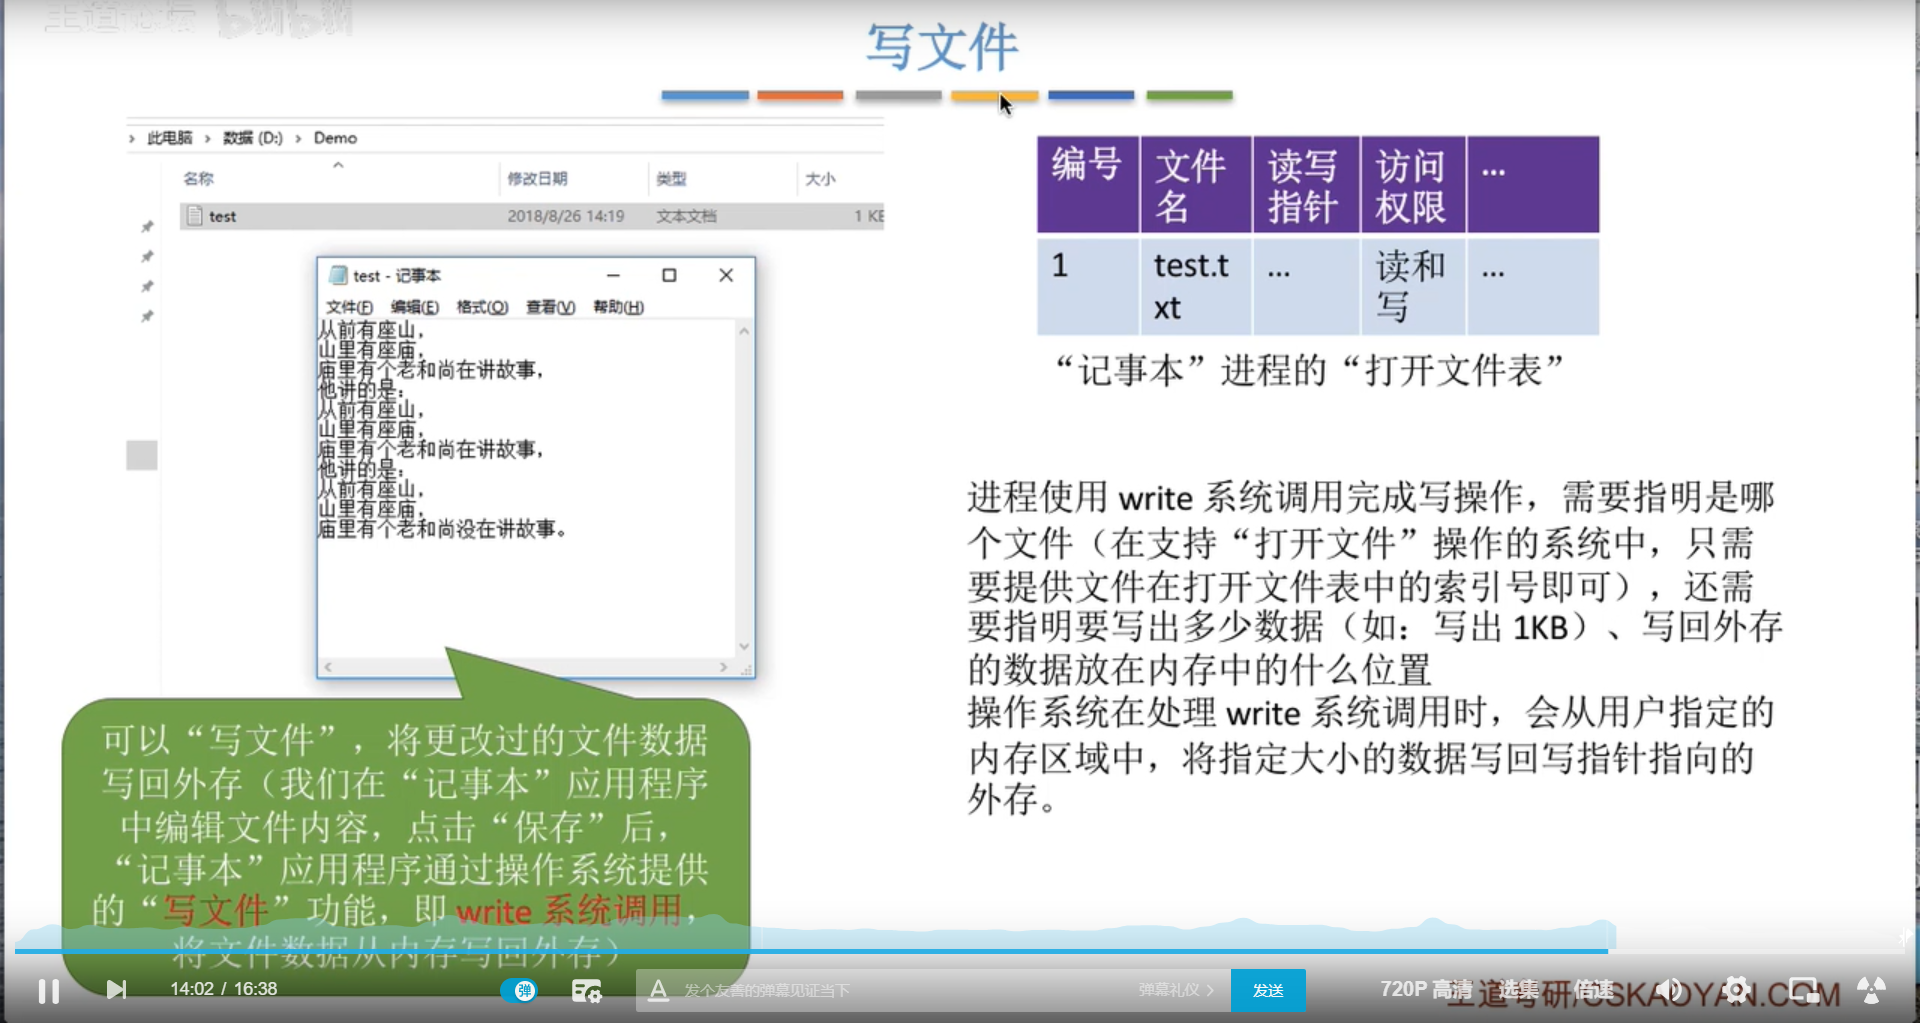 王道论坛 bilibili
写文件
此电脑 › 数据 (D:) › Demo
名称 修改日期 类型 大小
test 2018/8/26 14:19 文本文档 1 KB
test - 记事本
文件(F) 编辑(E) 格式(O) 查看(V) 帮助(H)
从前有座山，
山里有座庙，
庙里有个老和尚在讲故事，
他讲的是：
从前有座山，
山里有座庙，
庙里有个老和尚在讲故事，
他讲的是：
从前有座山，
山里有座庙，
庙里有个老和尚没在讲故事。
可以“写文件”，将更改过的文件数据
写回外存（我们在“记事本”应用程序
中编辑文件内容，点击“保存”后，
“记事本”应用程序通过操作系统提供
的“写文件”功能，即 write 系统调用，
将文件数据从内存写回外存）
编号 文件名 读写指针 访问权限 ...
1 test.txt ... 读和写 ...
“记事本”进程的“打开文件表”
进程使用 write 系统调用完成写操作，需要指明是哪
个文件（在支持“打开文件”操作的系统中，只需
要提供文件在打开文件表中的索引号即可），还需
要指明要写出多少数据（如：写出 1KB）、写回外存
的数据放在内存中的什么位置
操作系统在处理 write 系统调用时，会从用户指定的
内存区域中，将指定大小的数据写回写指针指向的
外存。
14:02 / 16:38
弹
发个友善的弹幕见证当下
弹幕礼仪 ›
发送
720P 高清 选集 倍速
王道考研/CSKAOYAN.COM